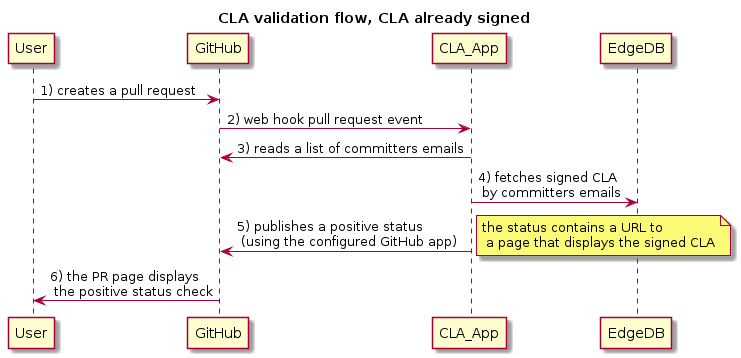 CLA validation flow, CLA already signed
User
GitHub
CLA_App
EdgeDB
1) creates a pull request
2) web hook pull request event
3) reads a list of committers emails
4) fetches signed CLA
by committers emails
5) publishes a positive status
(using the configured GitHub app)
the status contains a URL to
a page that displays the signed CLA
6) the PR page displays
the positive status check
User
GitHub
CLA_App
EdgeDB